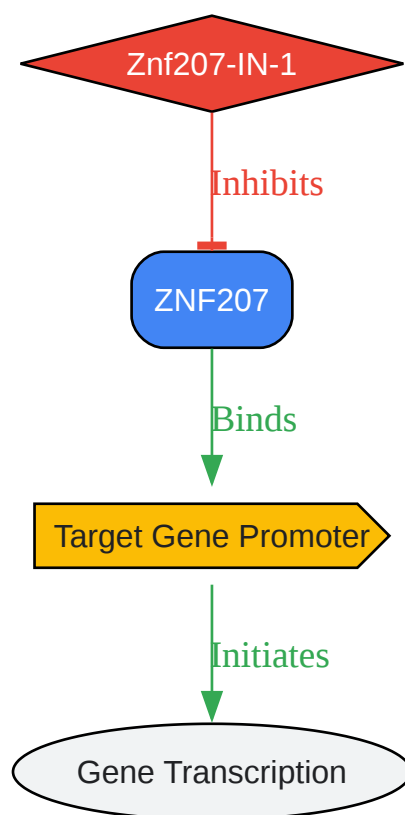 Znf207-IN-1
Inhibits
ZNF207
Binds
Target Gene Promoter
Initiates
Gene Transcription